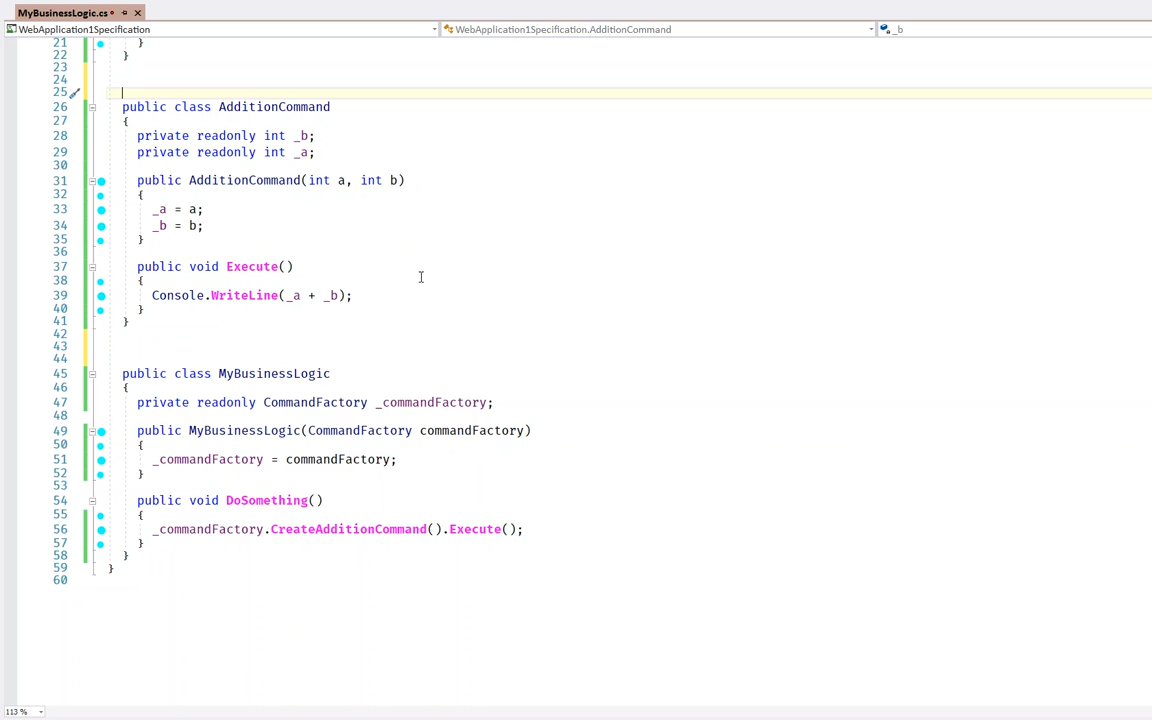 MyBusinessLogic.cs
WebApplication1Specification WebApplication1Specification.AdditionCommand _b
21 }
22 }
23
24
25
26 public class AdditionCommand
27 {
28 private readonly int _b;
29 private readonly int _a;
30
31 public AdditionCommand(int a, int b)
32 {
33 _a = a;
34 _b = b;
35 }
36
37 public void Execute()
38 {
39 Console.WriteLine(_a + _b);
40 }
41 }
42
43
44
45 public class MyBusinessLogic
46 {
47 private readonly CommandFactory _commandFactory;
48
49 public MyBusinessLogic(CommandFactory commandFactory)
50 {
51 _commandFactory = commandFactory;
52 }
53
54 public void DoSomething()
55 {
56 _commandFactory.CreateAdditionCommand().Execute();
57 }
58 }
59 }
60
113 %